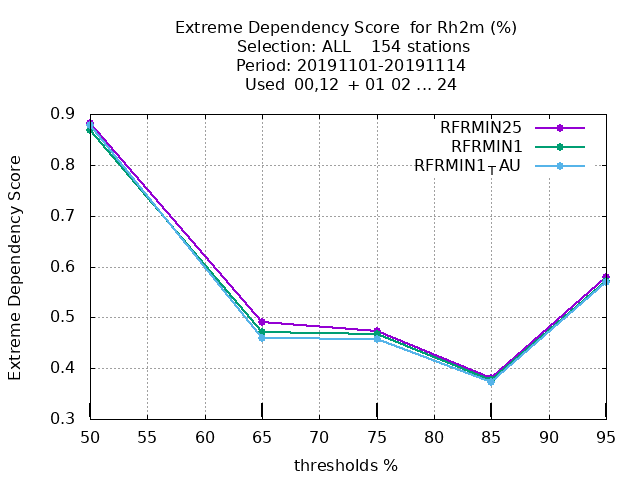 Extreme Dependency Score  for Rh2m (%)
Selection: ALL    154 stations
Period: 20191101-20191114
Used  00,12  + 01 02 ... 24
RFRMIN25
RFRMIN1
RFRMIN1TAU
0.9
0.8
0.7
0.6
0.5
0.4
0.3
Extreme Dependency Score
50 55 60 65 70 75 80 85 90 95
thresholds %